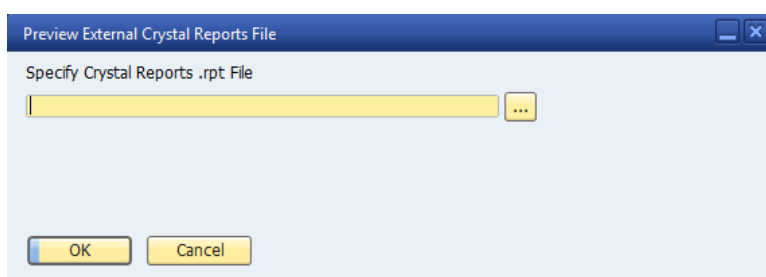 Preview External Crystal Reports File
Specify Crystal Reports .rpt File
...
OK Cancel